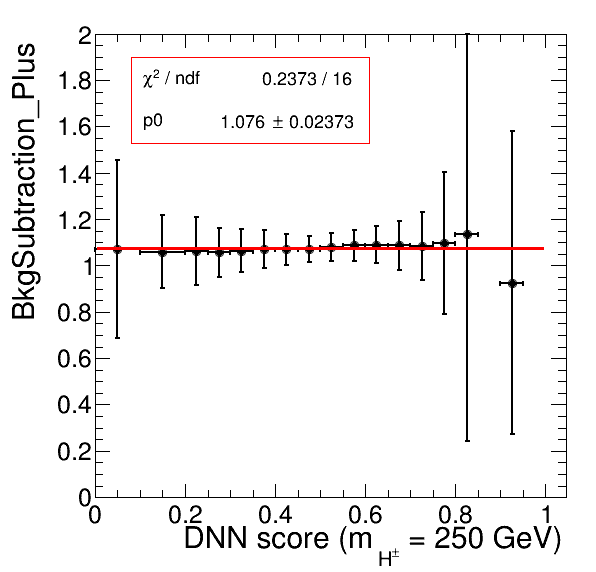 BkgSubtraction_Plus
χ² / ndf 0.2373 / 16
p0 1.076 ± 0.02373
2
1.8
1.6
1.4
1.2
1
0.8
0.6
0.4
0.2
0
0 0.2 0.4 0.6 0.8 1
DNN score (m_H± = 250 GeV)